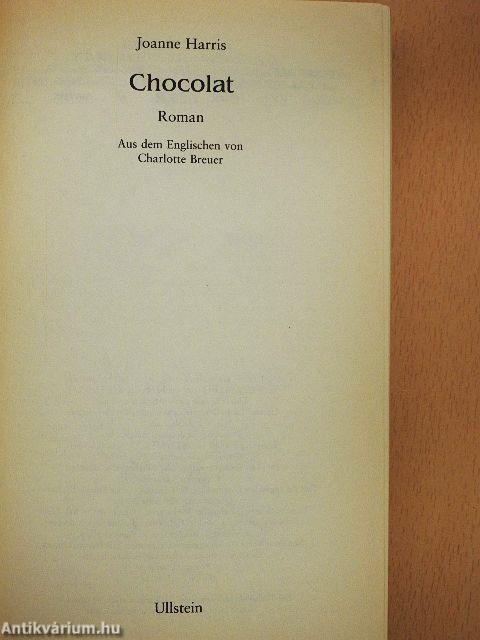 Joanne Harris
Chocolat
Roman
Aus dem Englischen von
Charlotte Breuer
Ullstein
Antikvárium.hu